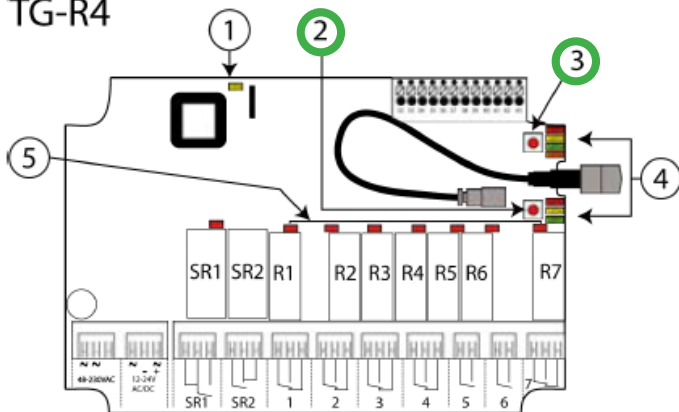 TG-R4
1
2
3
4
5
SR1 SR2 R1 R2 R3 R4 R5 R6 R7
48-230VAC
12-24V
AC/DC
SR1 SR2 1 2 3 4 5 6 7